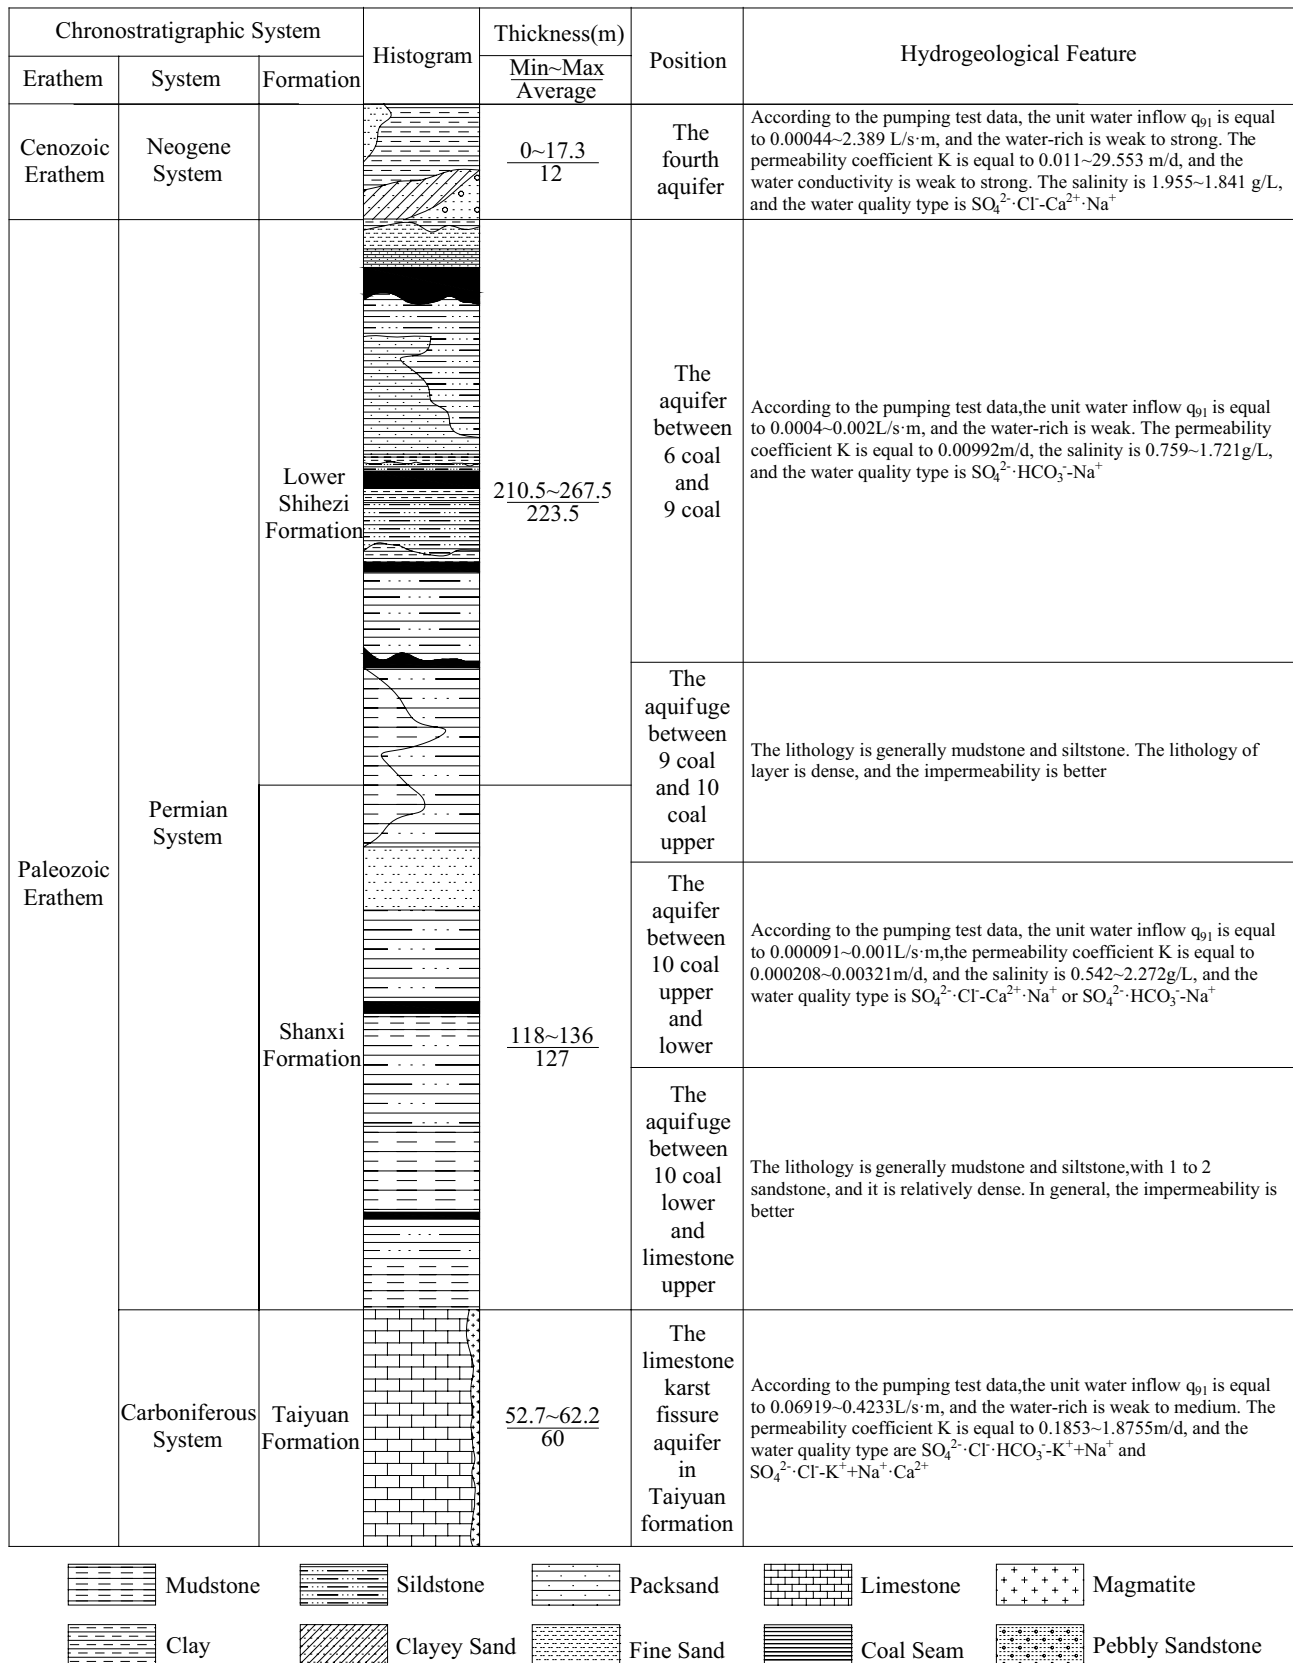 Chronostratigraphic System
Histogram
Thickness(m)
Position
Hydrogeological Feature
Erathem
System
Formation
Min~Max
Average
Cenozoic
Erathem
Neogene
System
0~17.3
12
The
fourth
aquifer
According to the pumping test data, the unit water inflow q₉₁ is equal
to 0.00044~2.389 L/s·m, and the water-rich is weak to strong. The
permeability coefficient K is equal to 0.011~29.553 m/d, and the
water conductivity is weak to strong. The salinity is 1.955~1.841 g/L,
and the water quality type is SO₄²⁻·Cl⁻-Ca²⁺·Na⁺
Paleozoic
Erathem
Permian
System
Lower
Shihezi
Formation
210.5~267.5
223.5
The
aquifer
between
6 coal
and
9 coal
According to the pumping test data,the unit water inflow q₉₁ is equal
to 0.0004~0.002L/s·m, and the water-rich is weak. The permeability
coefficient K is equal to 0.00992m/d, the salinity is 0.759~1.721g/L,
and the water quality type is SO₄²⁻·HCO₃⁻-Na⁺
The
aquifuge
between
9 coal
and 10
coal
upper
The lithology is generally mudstone and siltstone. The lithology of
layer is dense, and the impermeability is better
Shanxi
Formation
118~136
127
The
aquifer
between
10 coal
upper
and
lower
According to the pumping test data, the unit water inflow q₉₁ is equal
to 0.000091~0.001L/s·m,the permeability coefficient K is equal to
0.000208~0.00321m/d, and the salinity is 0.542~2.272g/L, and the
water quality type is SO₄²⁻·Cl⁻-Ca²⁺·Na⁺ or SO₄²⁻·HCO₃⁻-Na⁺
The
aquifuge
between
10 coal
lower
and
limestone
upper
The lithology is generally mudstone and siltstone,with 1 to 2
sandstone, and it is relatively dense. In general, the impermeability is
better
Carboniferous
System
Taiyuan
Formation
52.7~62.2
60
The
limestone
karst
fissure
aquifer
in
Taiyuan
formation
According to the pumping test data,the unit water inflow q₉₁ is equal
to 0.06919~0.4233L/s·m, and the water-rich is weak to medium. The
permeability coefficient K is equal to 0.1853~1.8755m/d, and the
water quality type are SO₄²⁻·Cl⁻·HCO₃⁻-K⁺+Na⁺ and
SO₄²⁻·Cl⁻-K⁺+Na⁺·Ca²⁺
Mudstone
Sildstone
Packsand
Limestone
Magmatite
Clay
Clayey Sand
Fine Sand
Coal Seam
Pebbly Sandstone